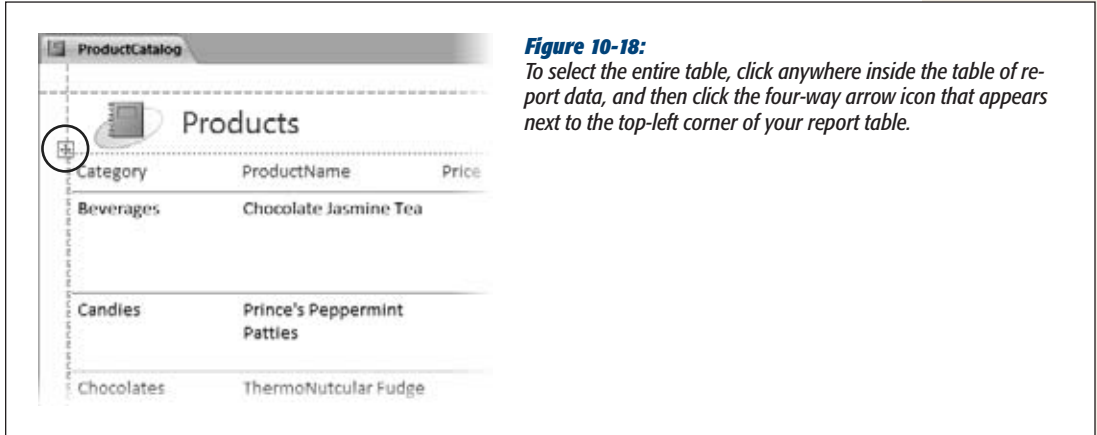 ProductCatalog
Products
Category ProductName Price
Beverages Chocolate Jasmine Tea
Candies Prince's Peppermint
Patties
Chocolates ThermoNutcular Fudge
Figure 10-18:
To select the entire table, click anywhere inside the table of re-
port data, and then click the four-way arrow icon that appears
next to the top-left corner of your report table.